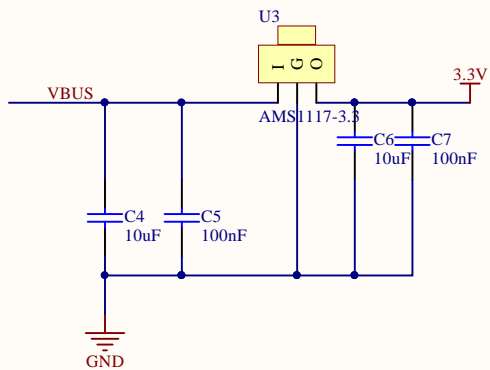 U3
I G O
3.3V
VBUS
AMS1117-3.3
C6
10uF
C7
100nF
C4
10uF
C5
100nF
GND